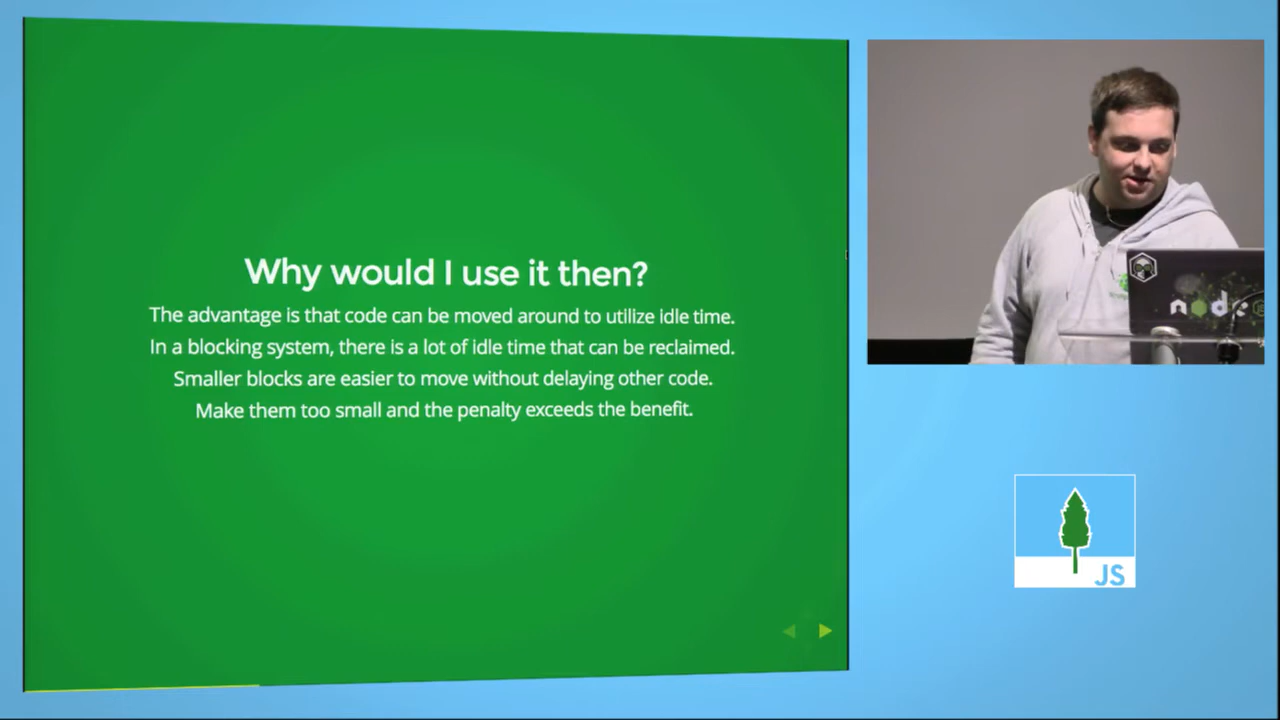 Why would I use it then?
The advantage is that code can be moved around to utilize idle time.
In a blocking system, there is a lot of idle time that can be reclaimed.
Smaller blocks are easier to move without delaying other code.
Make them too small and the penalty exceeds the benefit.
node
JS